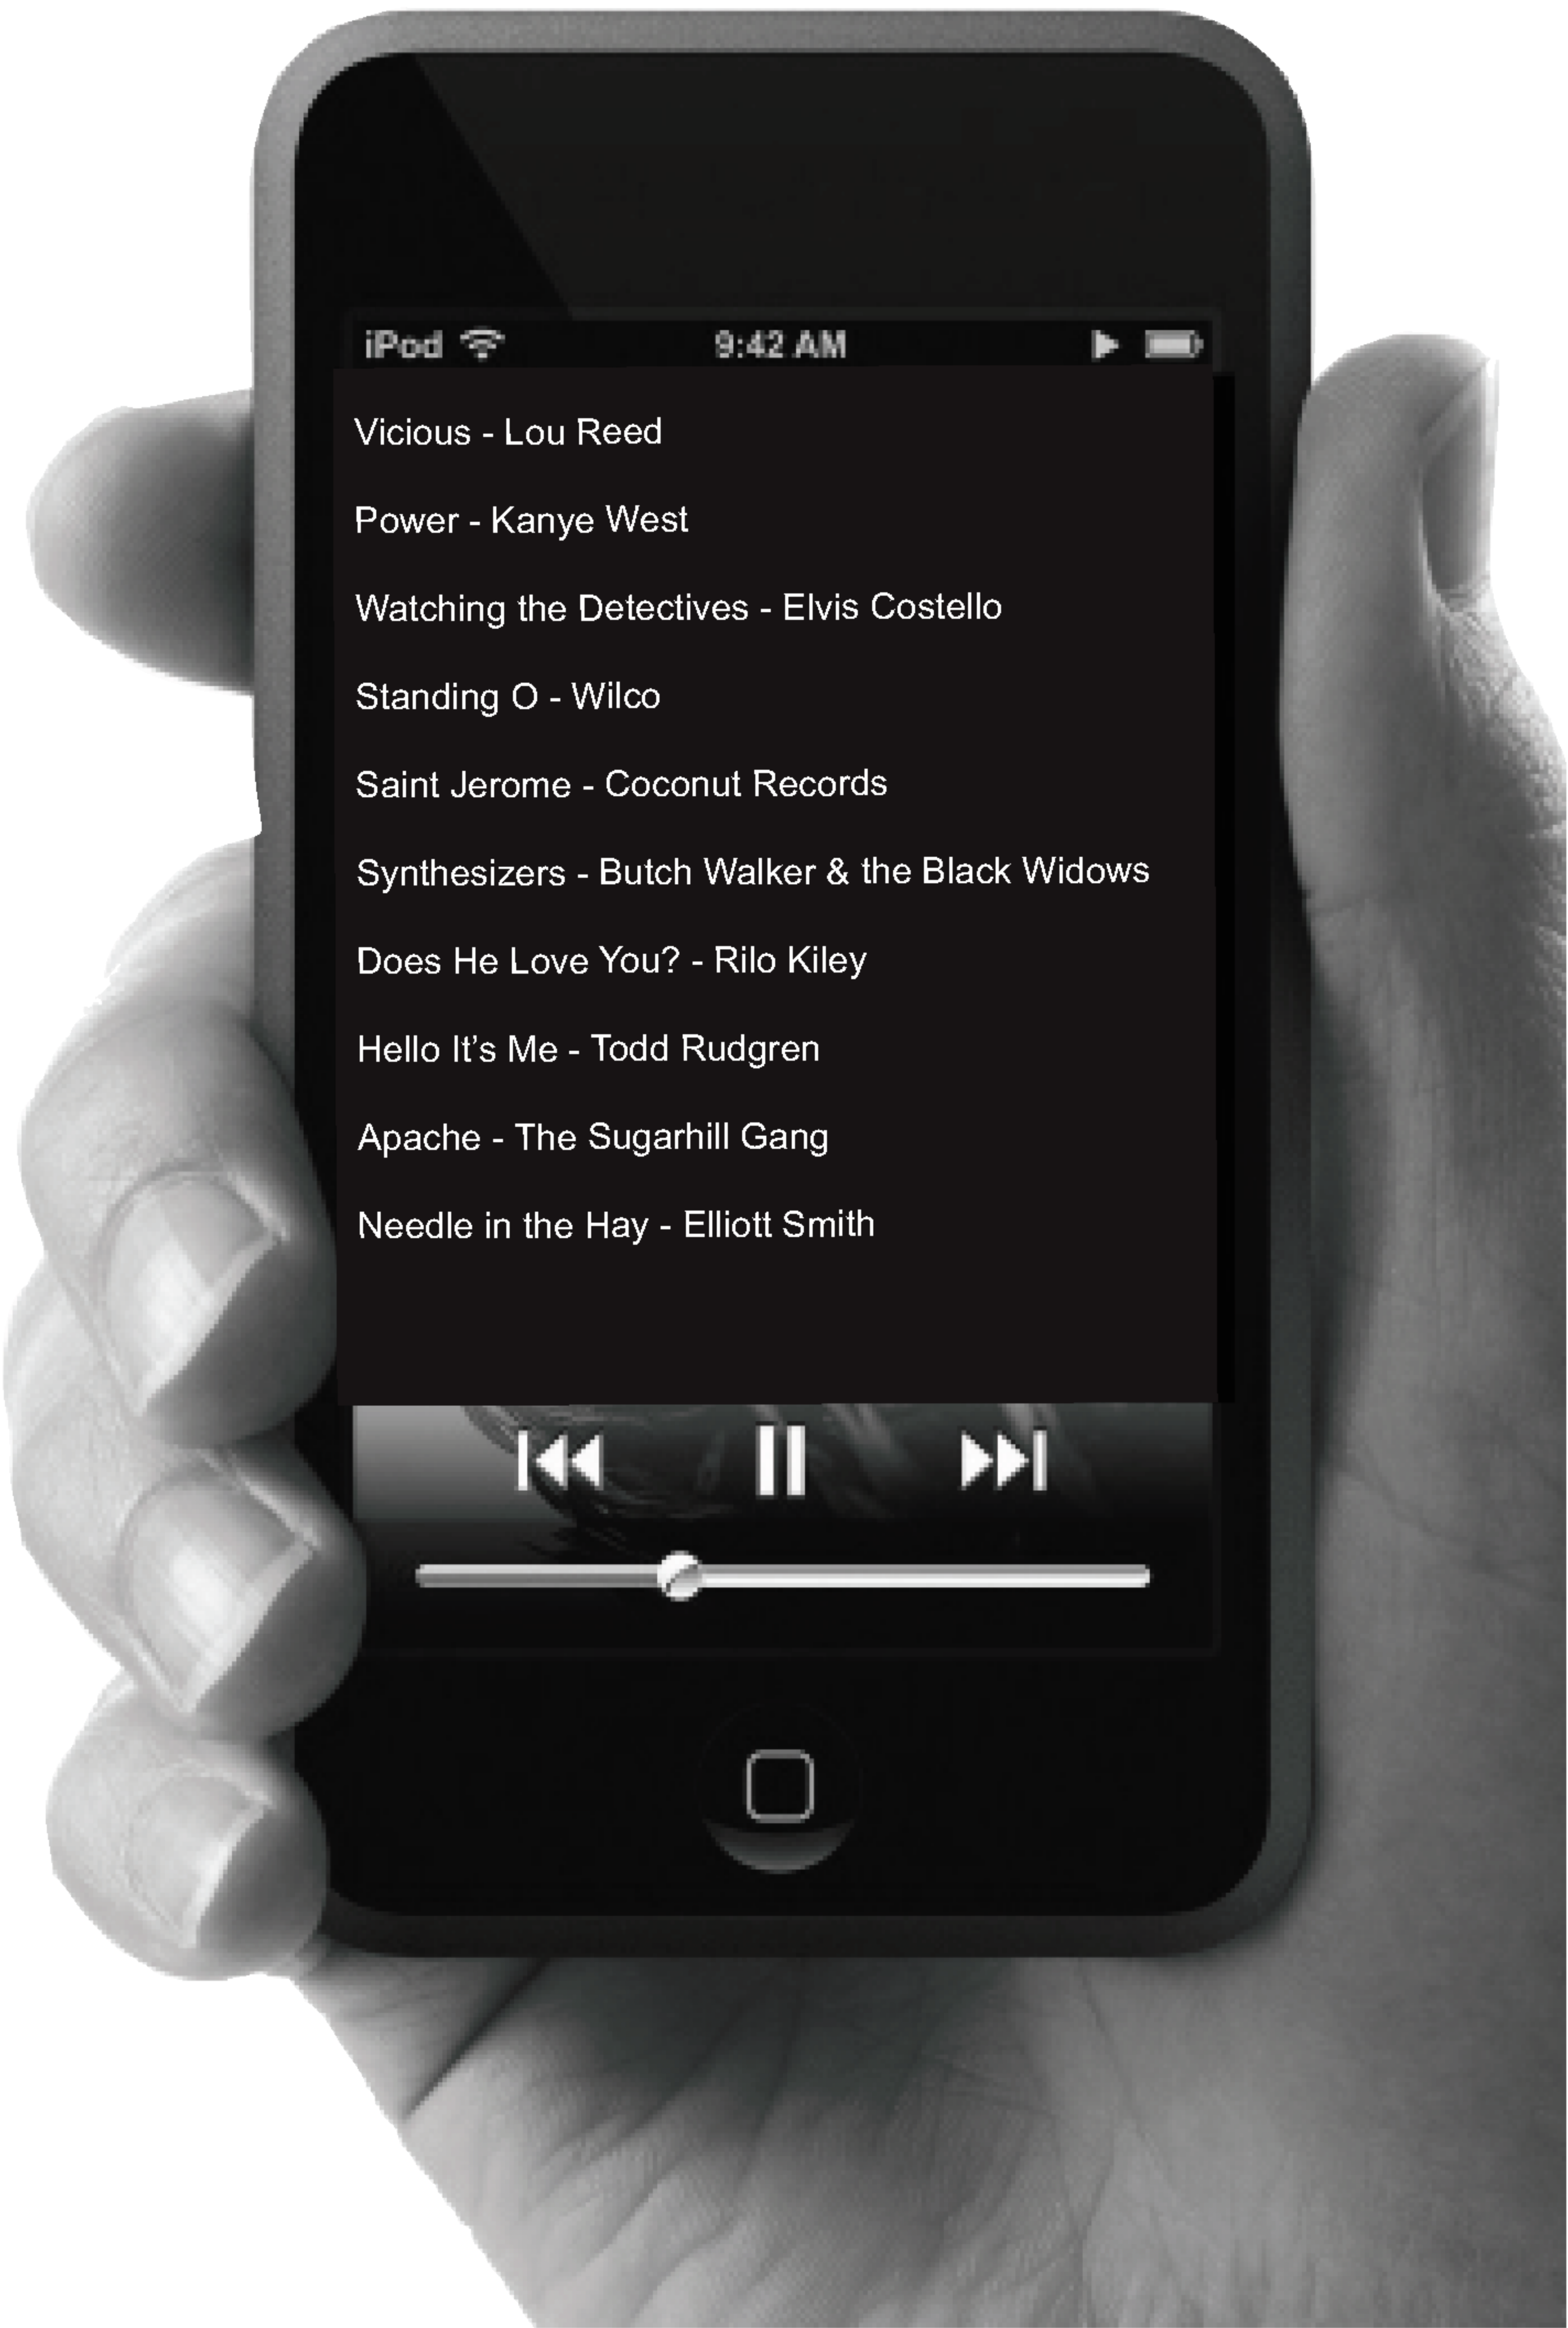 iPod 9:42 AM
Vicious - Lou Reed
Power - Kanye West
Watching the Detectives - Elvis Costello
Standing O - Wilco
Saint Jerome - Coconut Records
Synthesizers - Butch Walker & the Black Widows
Does He Love You? - Rilo Kiley
Hello It’s Me - Todd Rudgren
Apache - The Sugarhill Gang
Needle in the Hay - Elliott Smith